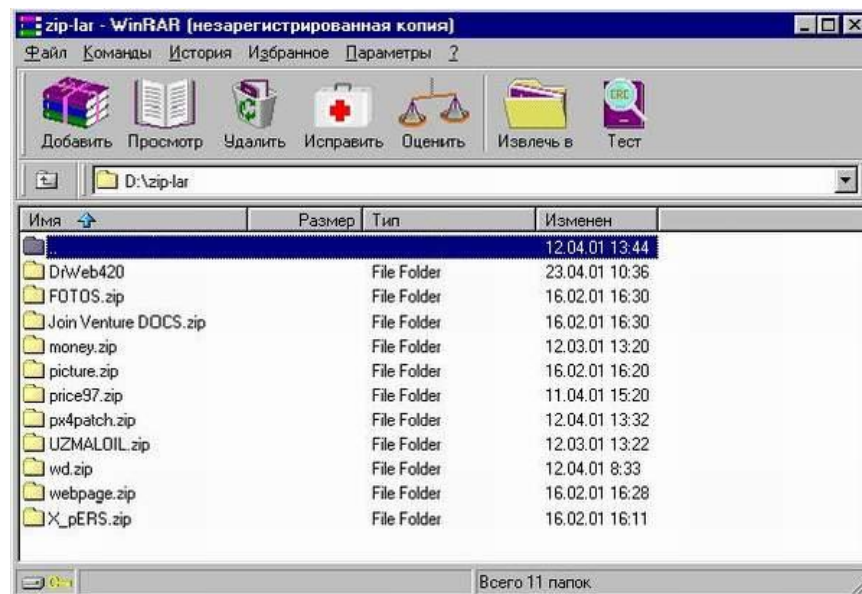 zip-lar - WinRAR (незарегистрированная копия)
Файл Команды История Избранное Параметры ?
CRC
Добавить Просмотр Удалить Исправить Оценить Извлечь в Тест
D:\zip-lar
Имя Размер Тип Изменен
.. 12.04.01 13:44
DrWeb420 File Folder 23.04.01 10:36
FOTOS.zip File Folder 16.02.01 16:30
Join Venture DOCS.zip File Folder 16.02.01 16:30
money.zip File Folder 12.03.01 13:20
picture.zip File Folder 16.02.01 16:20
price97.zip File Folder 11.04.01 15:20
px4patch.zip File Folder 12.04.01 13:32
UZMALOIL.zip File Folder 12.03.01 13:22
wd.zip File Folder 12.04.01 8:33
webpage.zip File Folder 16.02.01 16:28
X_pERS.zip File Folder 16.02.01 16:11
Всего 11 папок